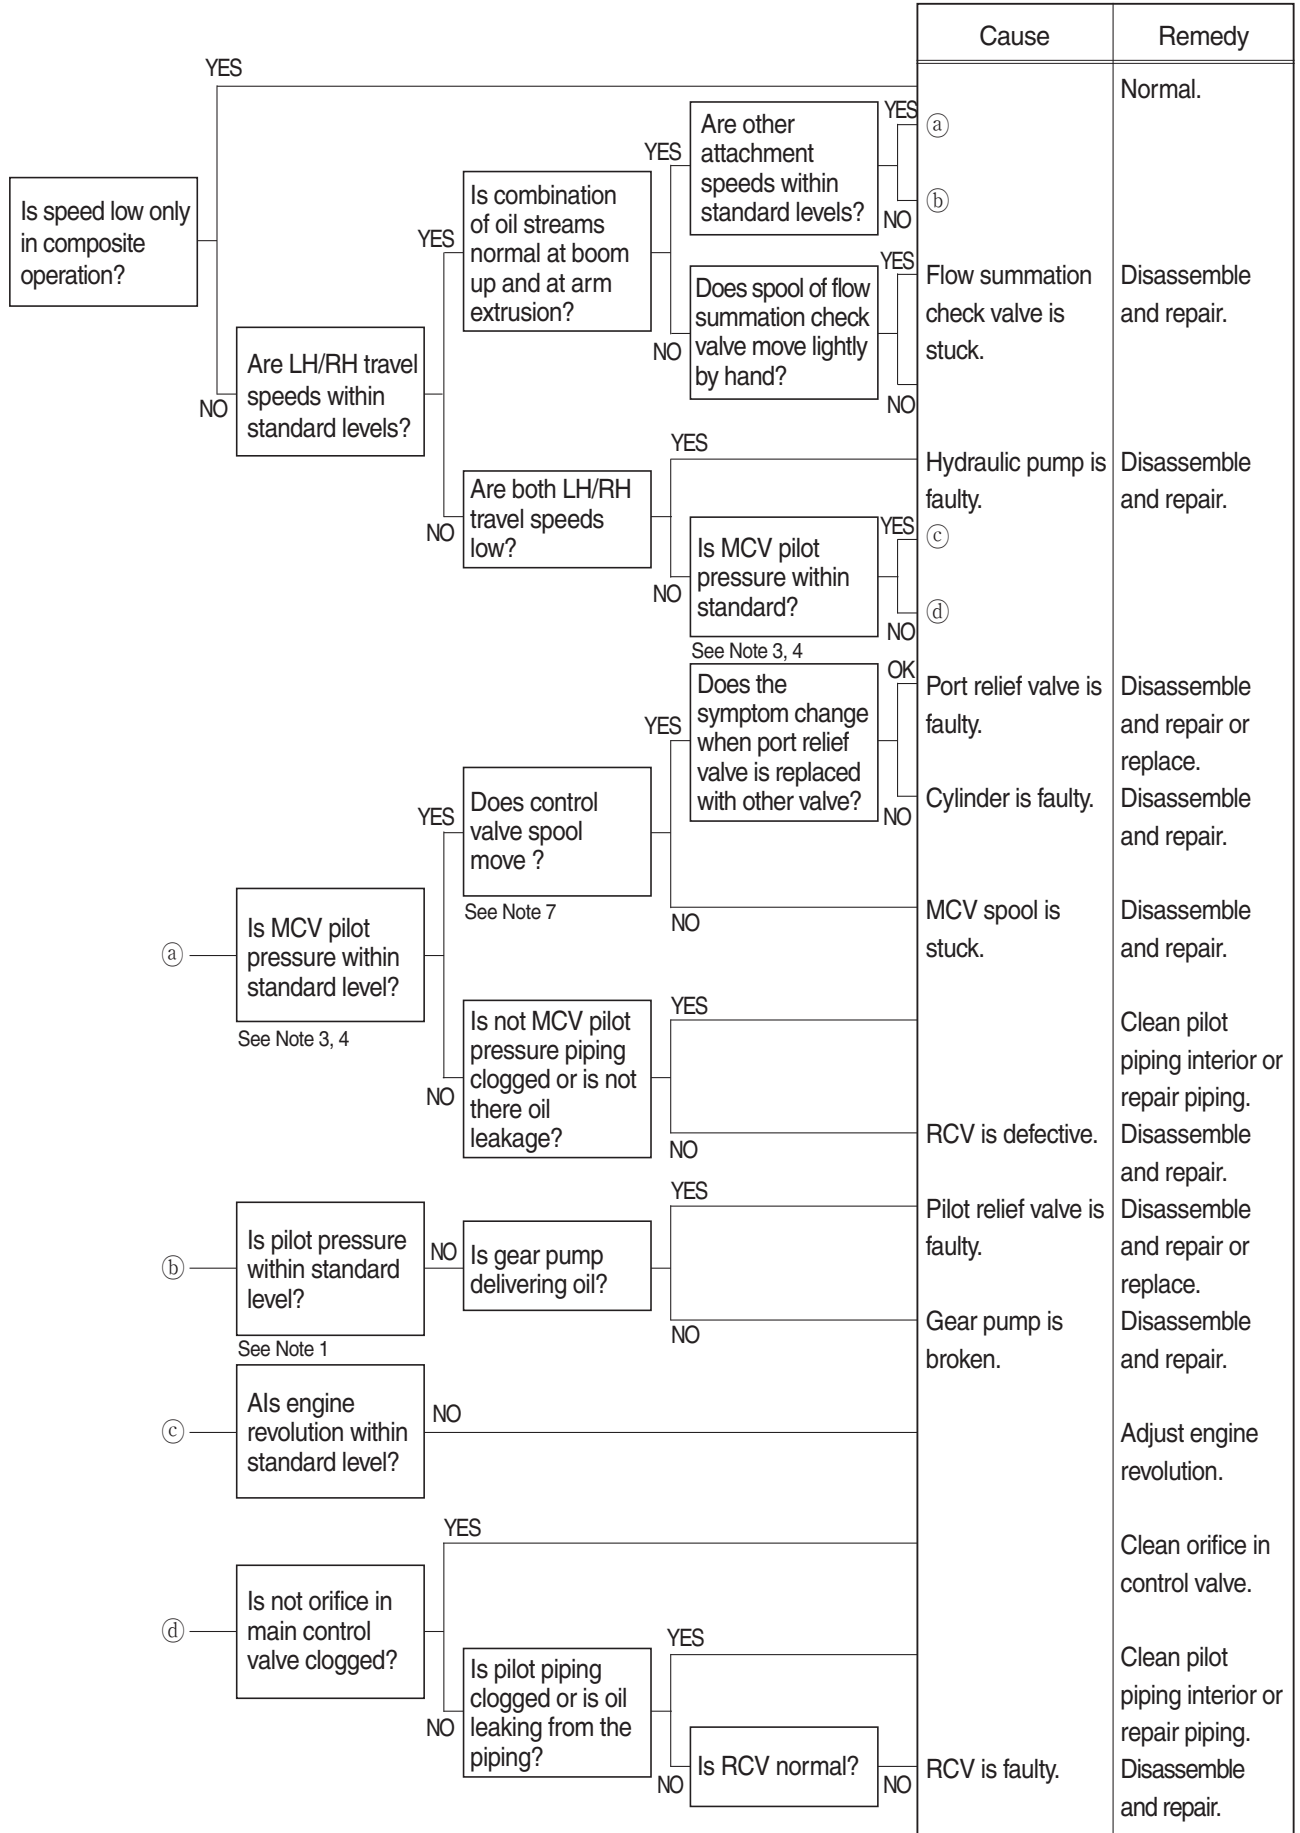 Cause
Remedy
YES
Normal.
Is speed low only
in composite
operation?
NO
Are LH/RH travel
speeds within
standard levels?
YES
Is combination
of oil streams
normal at boom
up and at arm
extrusion?
YES
Are other
attachment
speeds within
standard levels?
YES
ⓐ
NO
ⓑ
NO
Does spool of flow
summation check
valve move lightly
by hand?
YES
Flow summation
check valve is
stuck.
Disassemble
and repair.
NO
NO
Are both LH/RH
travel speeds
low?
YES
Hydraulic pump is
faulty.
Disassemble
and repair.
NO
Is MCV pilot
pressure within
standard?
See Note 3, 4
YES
ⓒ
NO
ⓓ
ⓐ
Is MCV pilot
pressure within
standard level?
See Note 3, 4
YES
Does control
valve spool
move ?
See Note 7
YES
Does the
symptom change
when port relief
valve is replaced
with other valve?
OK
Port relief valve is
faulty.
Disassemble
and repair or
replace.
NO
Cylinder is faulty.
Disassemble
and repair.
NO
MCV spool is
stuck.
Disassemble
and repair.
NO
Is not MCV pilot
pressure piping
clogged or is not
there oil
leakage?
YES
Clean pilot
piping interior or
repair piping.
NO
RCV is defective.
Disassemble
and repair.
ⓑ
Is pilot pressure
within standard
level?
See Note 1
NO
Is gear pump
delivering oil?
YES
Pilot relief valve is
faulty.
Disassemble
and repair or
replace.
NO
Gear pump is
broken.
Disassemble
and repair.
ⓒ
AIs engine
revolution within
standard level?
NO
Adjust engine
revolution.
ⓓ
Is not orifice in
main control
valve clogged?
YES
Clean orifice in
control valve.
NO
Is pilot piping
clogged or is oil
leaking from the
piping?
YES
Clean pilot
piping interior or
repair piping.
NO
Is RCV normal?
NO
RCV is faulty.
Disassemble
and repair.